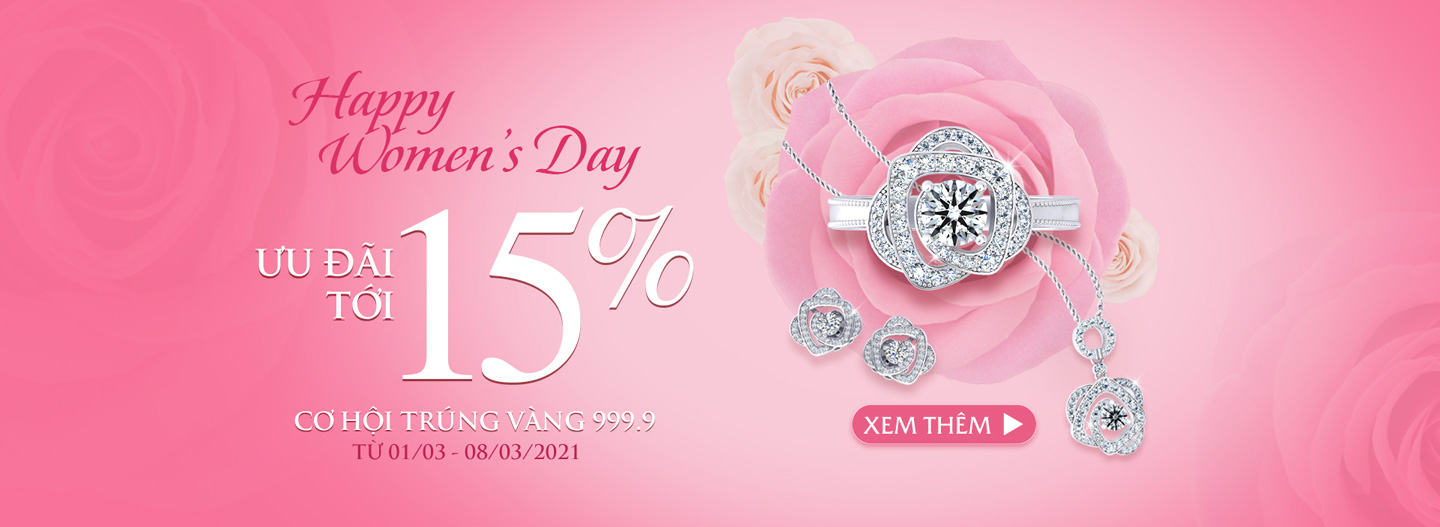 Happy
Women's Day
ƯU ĐÃI
TỚI
15%
CƠ HỘI TRÚNG VÀNG 999.9
TỪ 01/03 - 08/03/2021
XEM THÊM